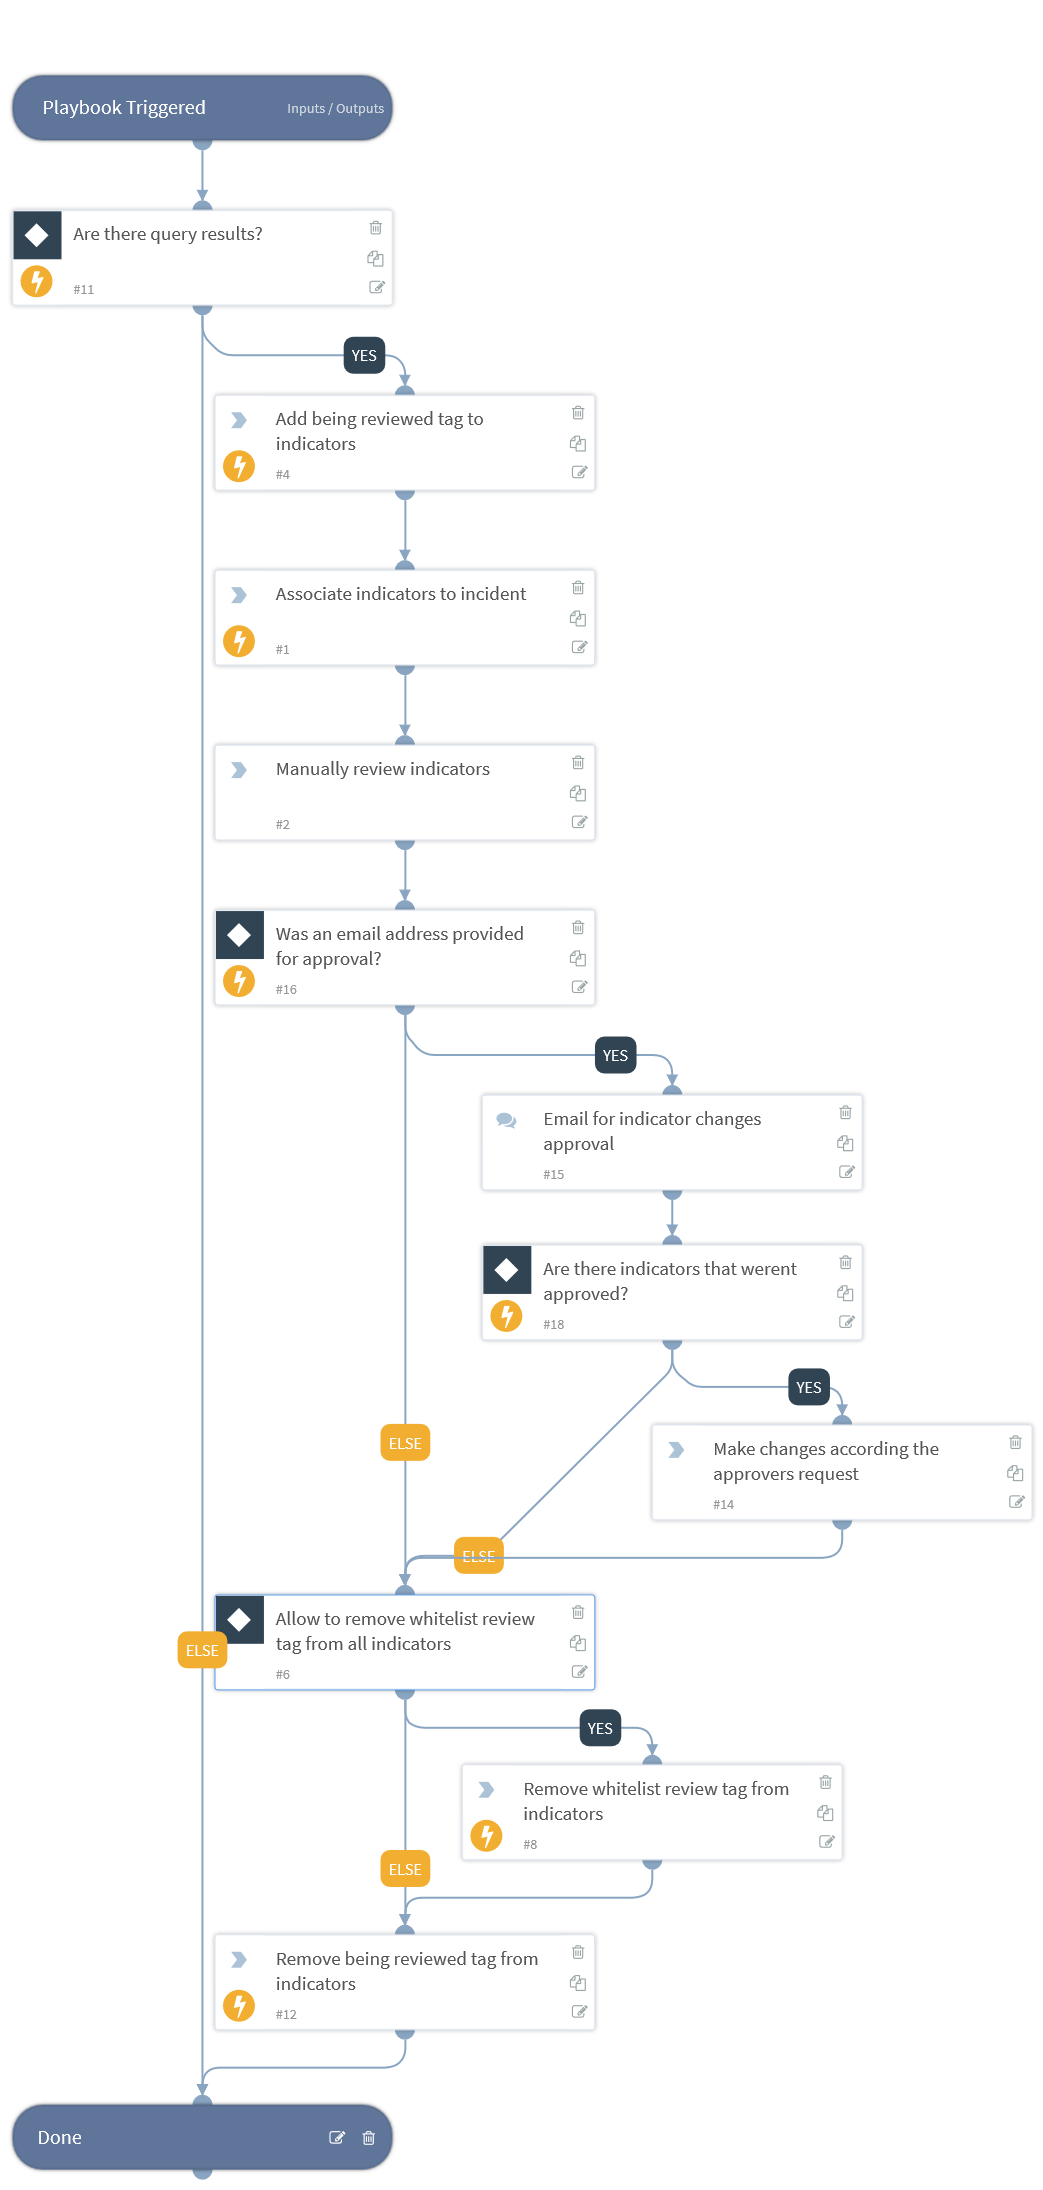 Playbook Triggered
Inputs / Outputs
Are there query results?
#11
YES
Add being reviewed tag to
indicators
#4
Associate indicators to incident
#1
Manually review indicators
#2
Was an email address provided
for approval?
#16
YES
Email for indicator changes
approval
#15
Are there indicators that werent
approved?
#18
YES
ELSE
Make changes according the
approvers request
#14
ELSE
Allow to remove whitelist review
tag from all indicators
#6
ELSE
YES
Remove whitelist review tag from
indicators
#8
ELSE
Remove being reviewed tag from
indicators
#12
Done